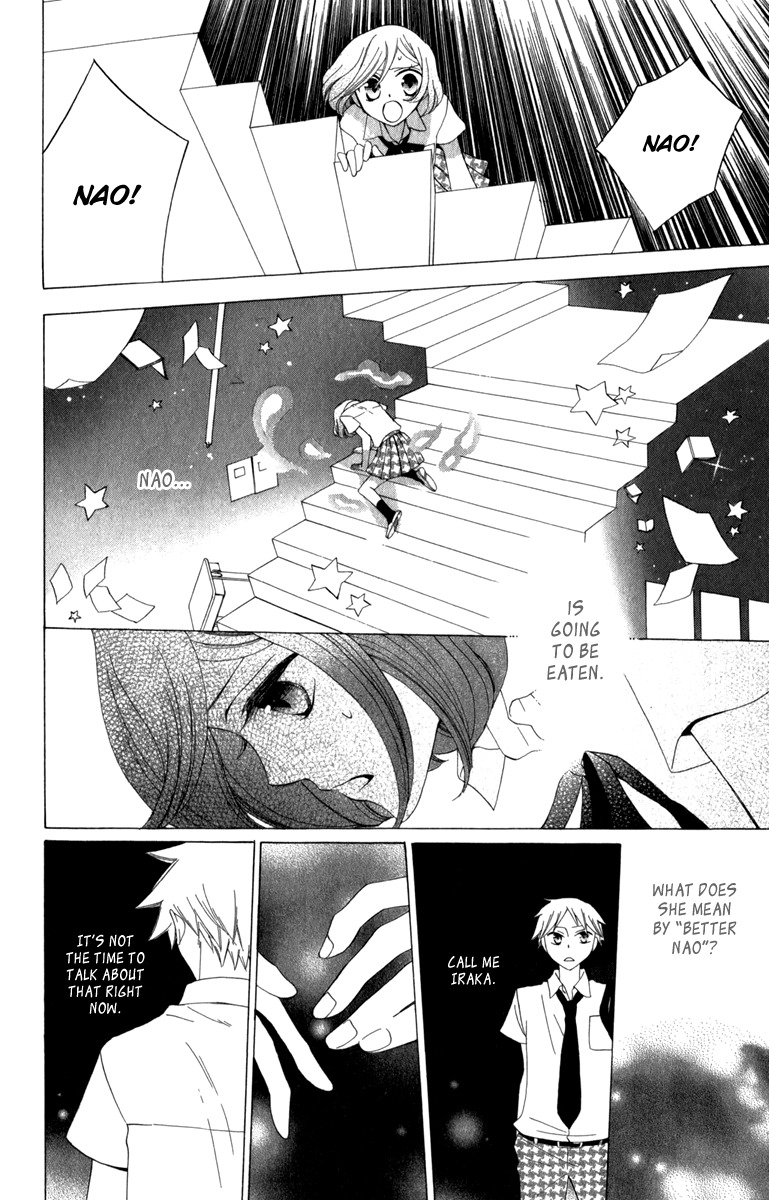 NAO!
NAO!
NAO...
IS
GOING
TO BE
EATEN.
WHAT DOES
SHE MEAN
BY "BETTER
NAO"?
CALL ME
IRAKA.
IT'S NOT
THE TIME TO
TALK ABOUT
THAT RIGHT
NOW.